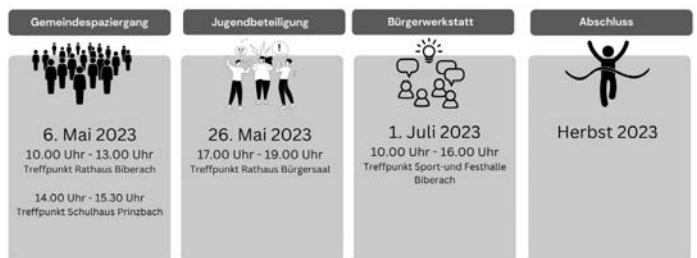 Gemeindespaziergang
6. Mai 2023
10.00 Uhr - 13.00 Uhr
Treffpunkt Rathaus Biberach
14.00 Uhr - 15.30 Uhr
Treffpunkt Schulhaus Prinzbach
Jugendbeteiligung
26. Mai 2023
17.00 Uhr - 19.00 Uhr
Treffpunkt Rathaus Bürgersaal
Bürgerwerkstatt
1. Juli 2023
10.00 Uhr - 16.00 Uhr
Treffpunkt Sport-und Festhalle
Biberach
Abschluss
Herbst 2023